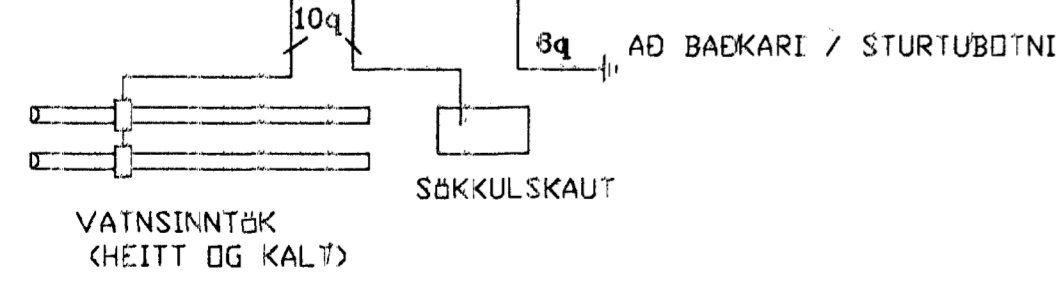 10q
6q AÐ BAÐKARI / STURTUBOTNI
SÖKKULSKAUT
VATNSINNTÖK
(HEITT OG KALT)